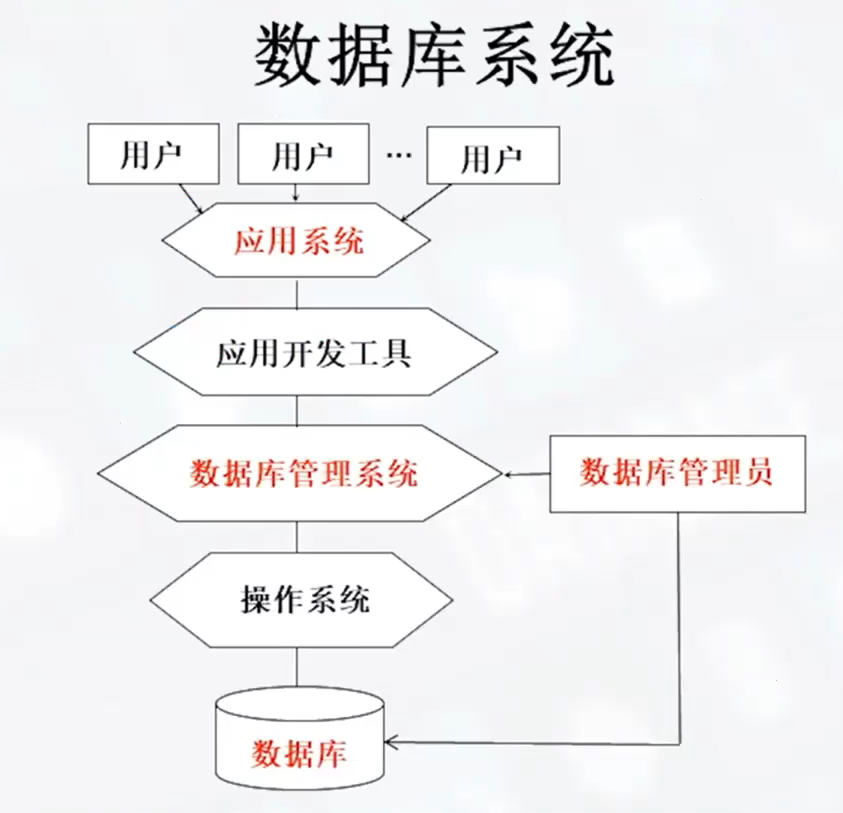 数据库系统
用户
用户
...
用户
应用系统
应用开发工具
数据库管理系统
数据库管理员
操作系统
数据库